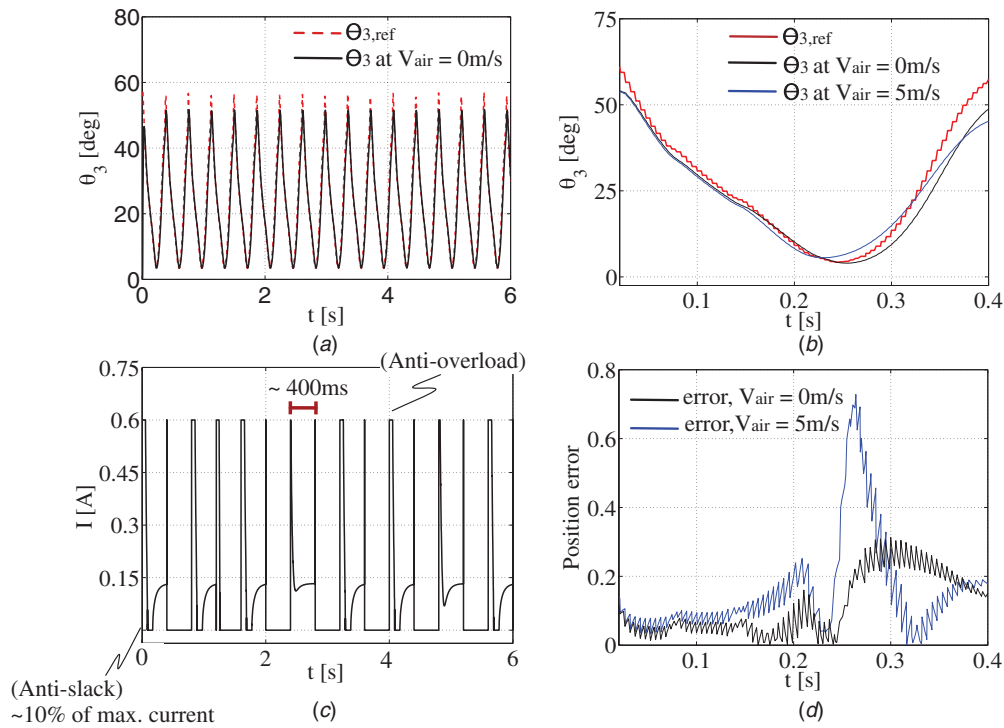 Θ3,ref
Θ3 at Vair = 0m/s
80
60
40
20
0
θ3 [deg]
0 2 4 6
t [s]
(a)
Θ3,ref
Θ3 at Vair = 0m/s
Θ3 at Vair = 5m/s
75
50
25
0
θ3 [deg]
0.1 0.2 0.3 0.4
t [s]
(b)
(Anti-overload)
~ 400ms
0.75
0.6
0.45
0.3
0.15
I [A]
0 2 4 6
t [s]
(Anti-slack)
~10% of max. current
(c)
error, Vair = 0m/s
error,Vair = 5m/s
0.8
0.6
0.4
0.2
0
Position error
0.1 0.2 0.3 0.4
t [s]
(d)